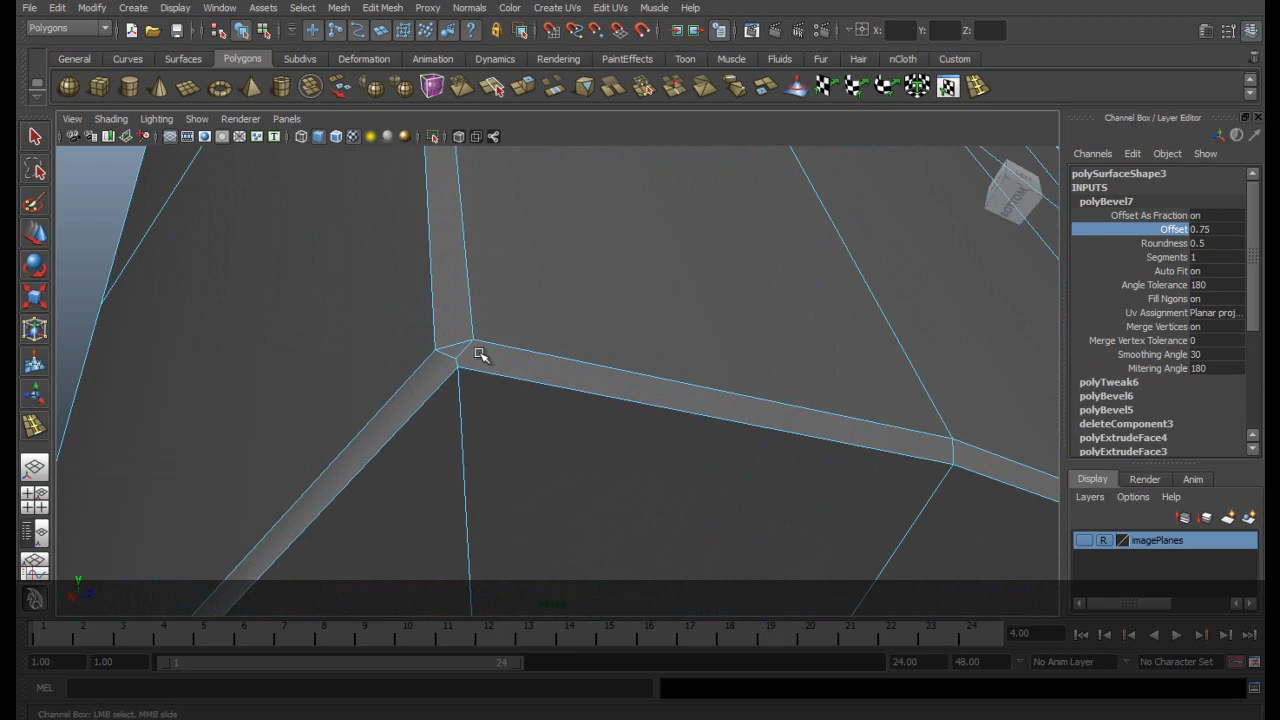 File Edit Modify Create Display Window Assets Select Mesh Edit Mesh Proxy Normals Color Create UVs Edit UVs Muscle Help
Polygons X: Y: Z:
General Curves Surfaces Polygons Subdivs Deformation Animation Dynamics Rendering PaintEffects Toon Muscle Fluids Fur Hair nCloth Custom
View Shading Lighting Show Renderer Panels
BOTTOM
Channel Box / Layer Editor
Channels Edit Object Show
polySurfaceShape3
INPUTS
polyBevel7
Offset As Fraction on
Offset 0.75
Roundness 0.5
Segments 1
Auto Fit on
Angle Tolerance 180
Fill Ngons on
Uv Assignment Planar proj...
Merge Vertices on
Merge Vertex Tolerance 0
Smoothing Angle 30
Mitering Angle 180
polyTweak6
polyBevel6
polyBevel5
deleteComponent3
polyExtrudeFace4
polyExtrudeFace3
Display Render Anim
Layers Options Help
R imagePlanes
y
z
1 2 3 4 5 6 7 8 9 10 11 12 13 14 15 16 17 18 19 20 21 22 23 24 4.00
1.00 1.00 1 24 24.00 48.00 No Anim Layer No Character Set
MEL
Channel Box: LMB select, MMB slide